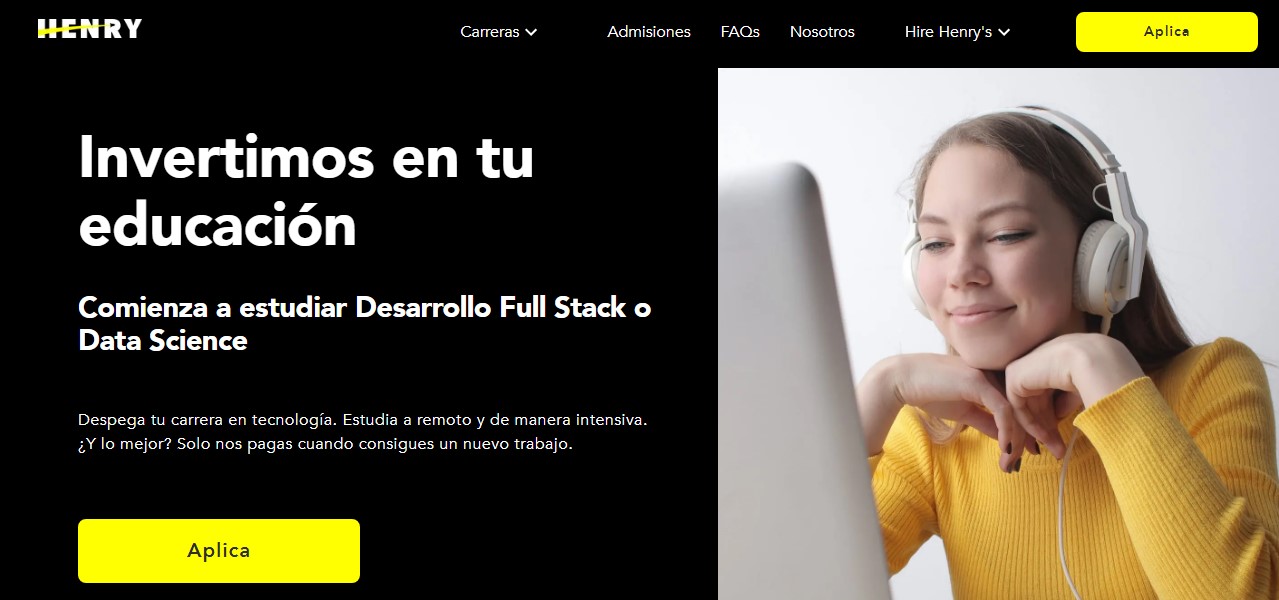 HENRY
Carreras
Admisiones
FAQs
Nosotros
Hire Henry's
Aplica
Invertimos en tu
educación
Comienza a estudiar Desarrollo Full Stack o
Data Science
Despega tu carrera en tecnología. Estudia a remoto y de manera intensiva.
¿Y lo mejor? Solo nos pagas cuando consigues un nuevo trabajo.
Aplica